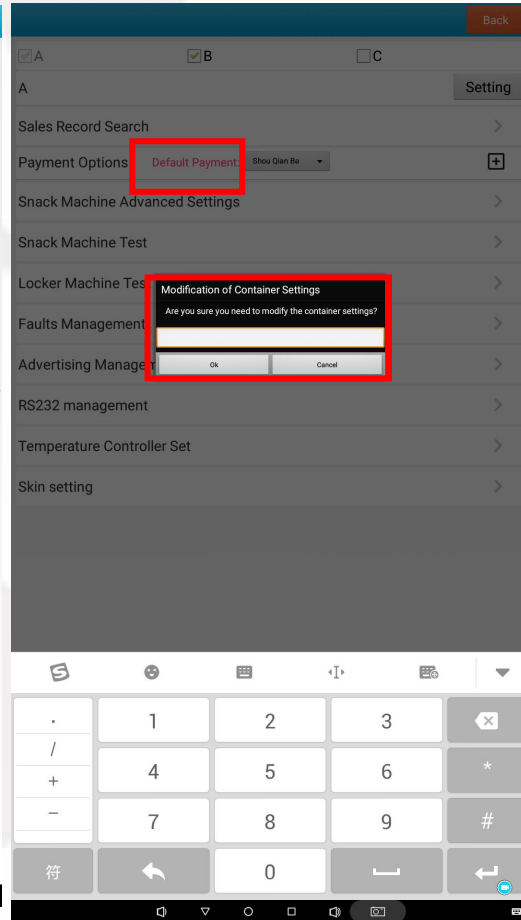 Back
A
B
C
A
Setting
Sales Record Search
Payment Options
Default Payment:
Shou Qian Ba
Snack Machine Advanced Settings
Snack Machine Test
Locker Machine Tes
Modification of Container Settings
Are you sure you need to modify the container settings?
Faults Management
Advertising Managem
Ok
Cancel
RS232 management
Temperature Controller Set
Skin setting
.
1
2
3
/
4
5
6
*
+
-
7
8
9
#
符
0